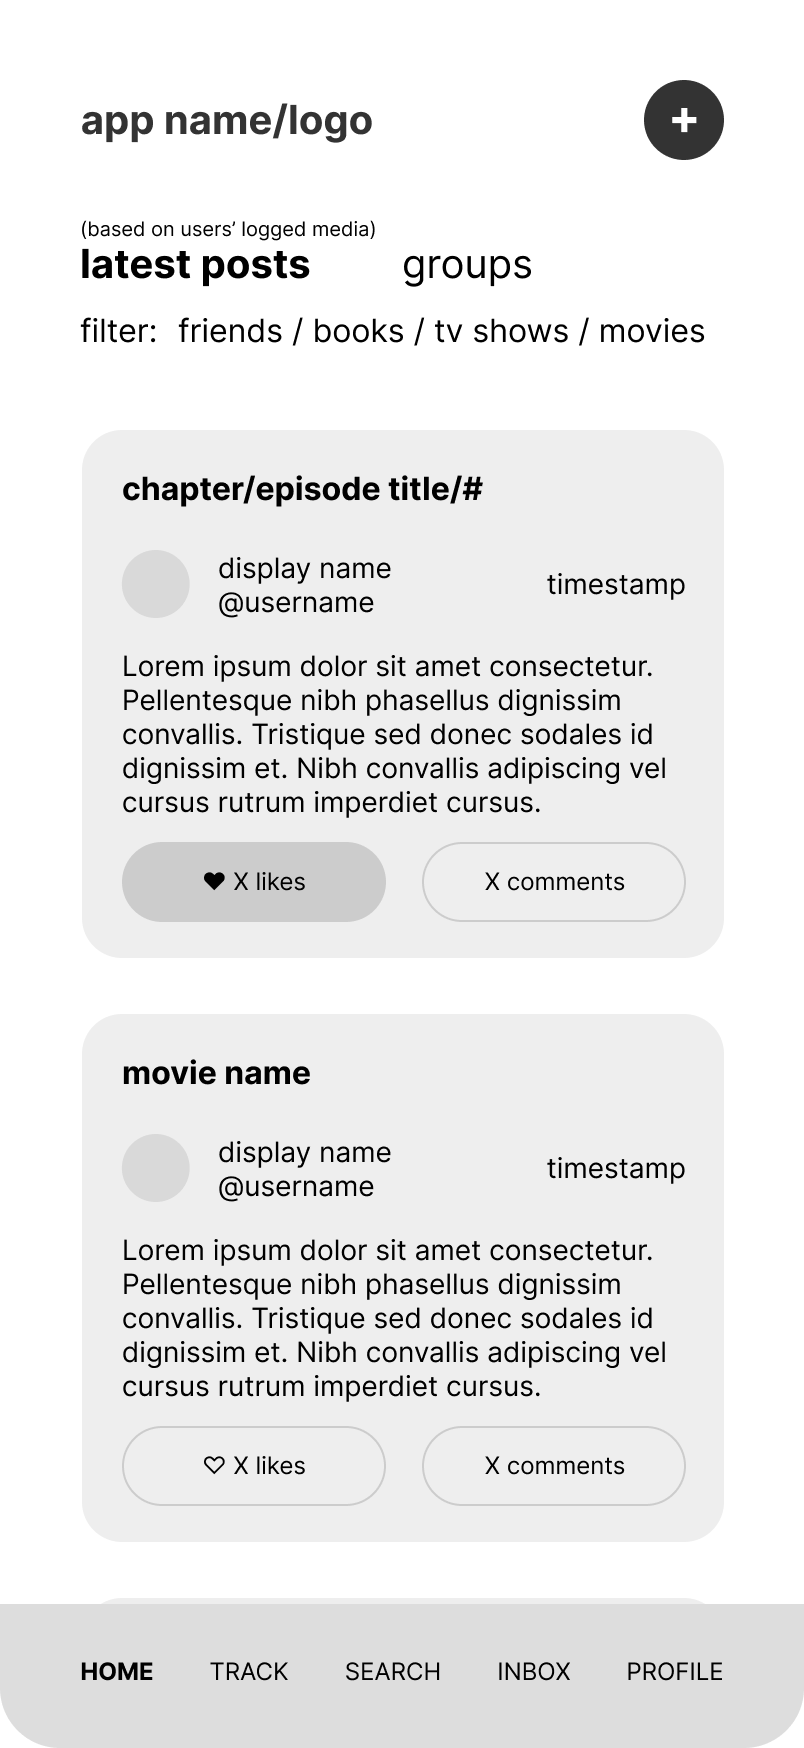 app name/logo
+
(based on users’ logged media)
latest posts groups
filter: friends / books / tv shows / movies
chapter/episode title/#
display name
@username
timestamp
Lorem ipsum dolor sit amet consectetur.
Pellentesque nibh phasellus dignissim
convallis. Tristique sed donec sodales id
dignissim et. Nibh convallis adipiscing vel
cursus rutrum imperdiet cursus.
♥ X likes X comments
movie name
display name
@username
timestamp
Lorem ipsum dolor sit amet consectetur.
Pellentesque nibh phasellus dignissim
convallis. Tristique sed donec sodales id
dignissim et. Nibh convallis adipiscing vel
cursus rutrum imperdiet cursus.
♡ X likes X comments
HOME TRACK SEARCH INBOX PROFILE